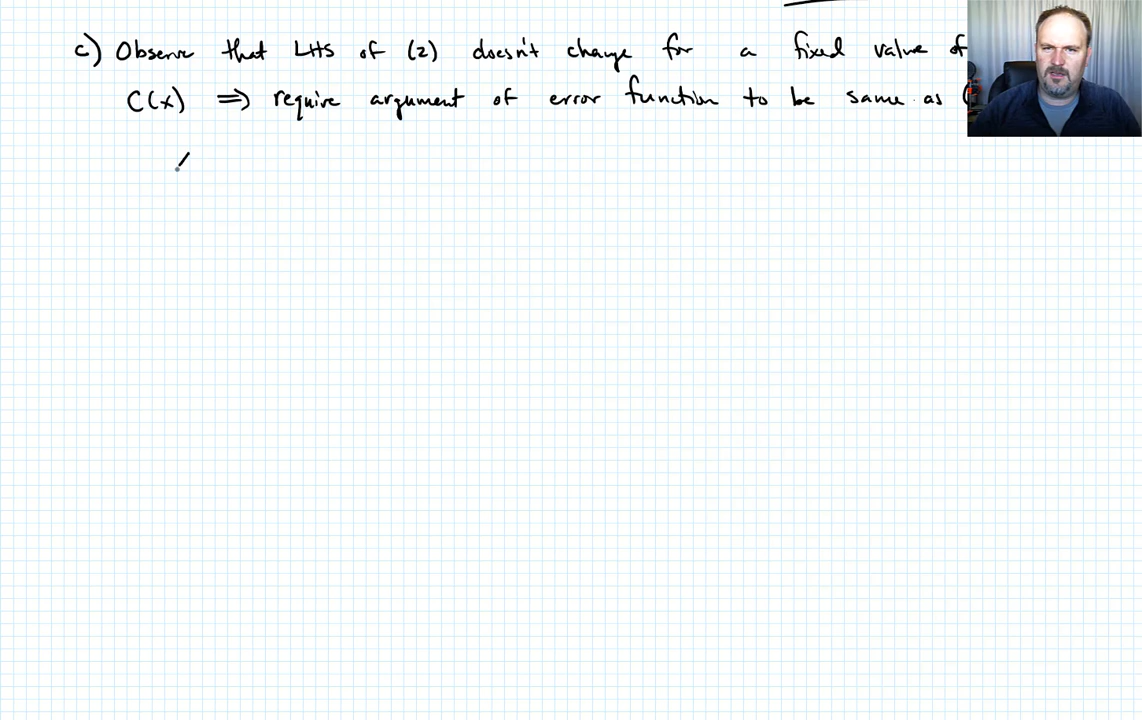 c) Observe that LHS of (2) doesn't change for a fixed value of
C(x) ⇒ require argument of error function to be same as